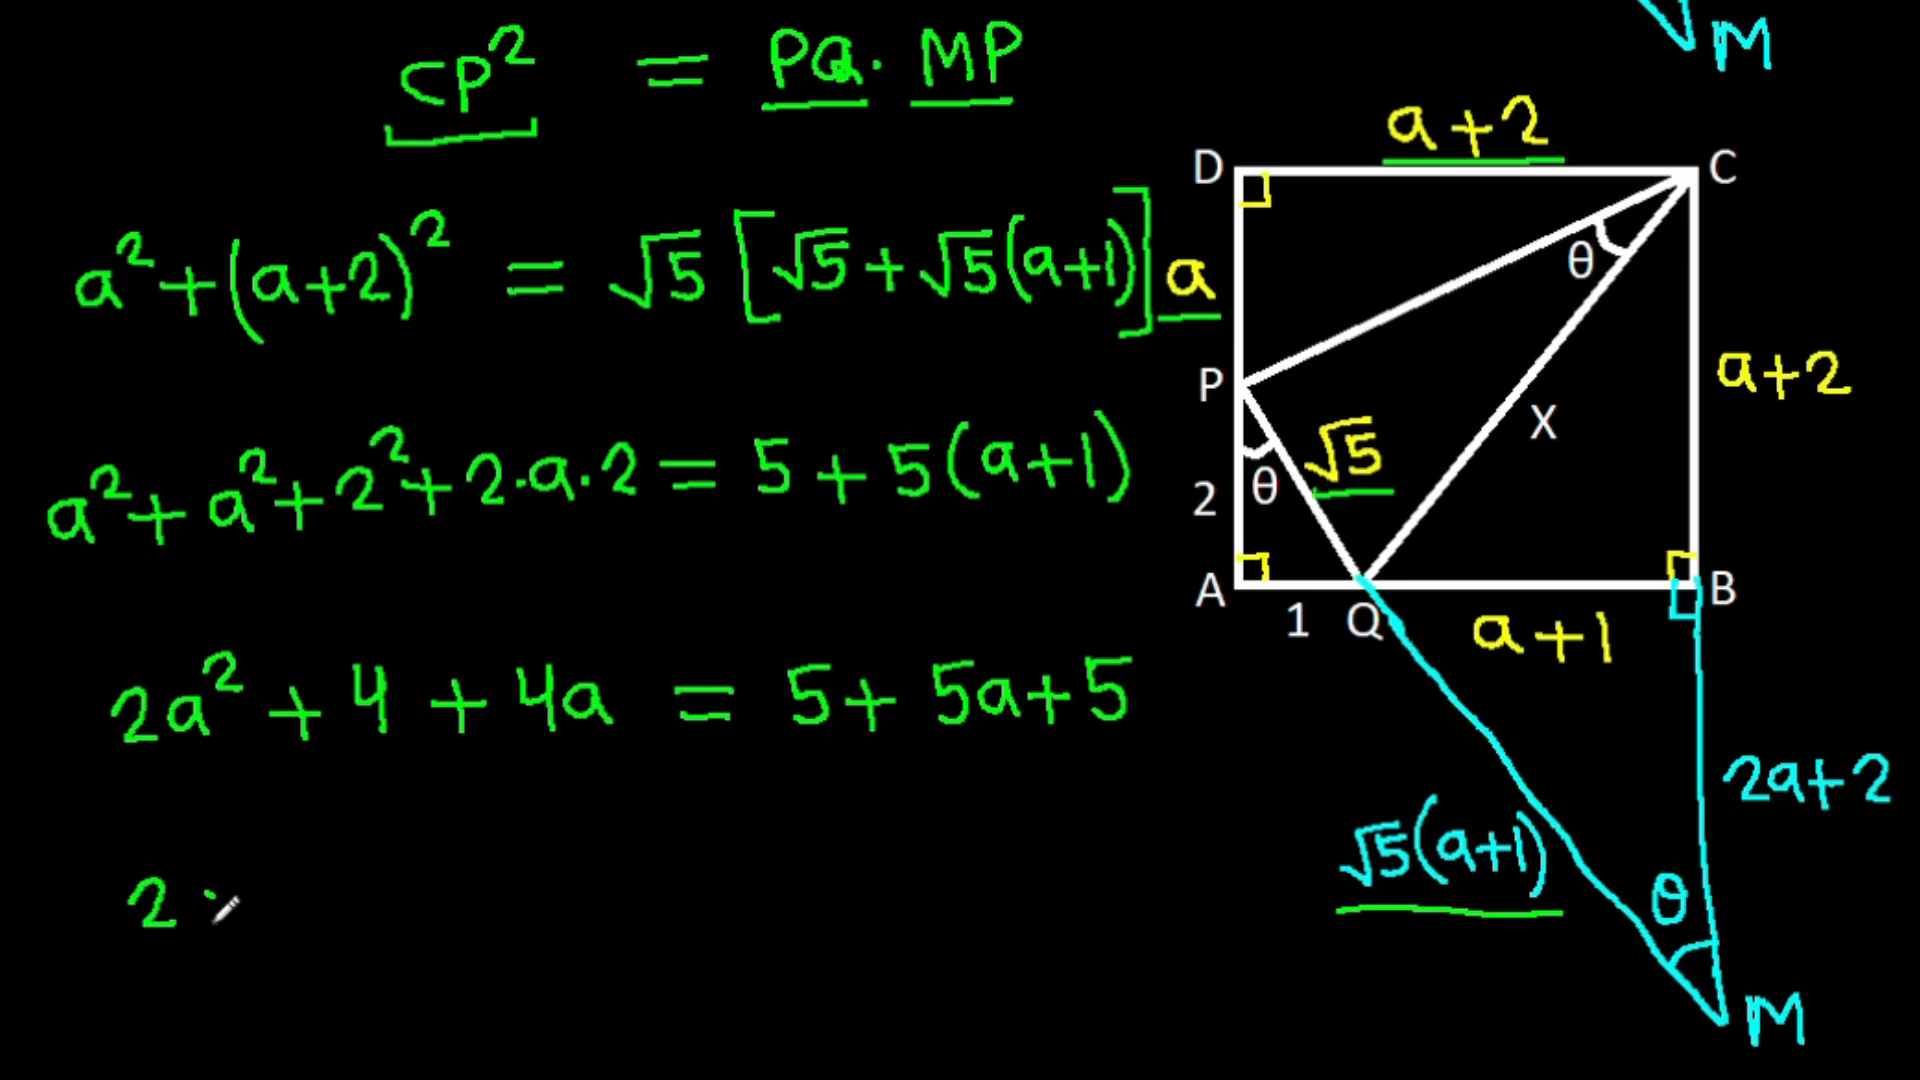 CP² = PQ. MP
a² + (a+2)² = √5 [√5 + √5(a+1)]
a² + a² + 2² + 2·a·2 = 5 + 5(a+1)
2a² + 4 + 4a = 5 + 5a + 5
2
M
a+2
D
C
θ
a
P
a+2
X
√5
2
θ
A
B
1
Q
a+1
2a+2
√5(a+1)
θ
M